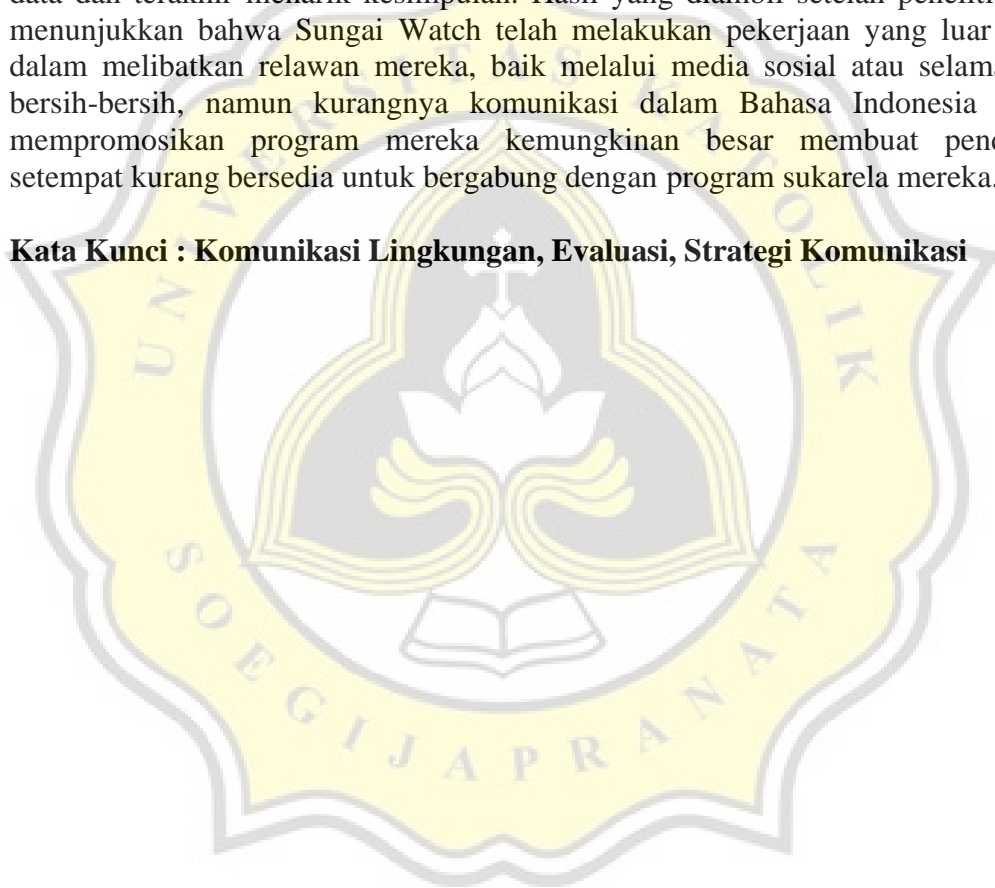 data dan terakhir menarik kesimpulan. Hasil yang diambil setelah
menunjukkan bahwa Sungai Watch telah melakukan pekerjaan yang luar
dalam melibatkan relawan mereka, baik melalui media sosial atau
bersih-bersih, namun kurangnya komunikasi dalam Bahasa Indonesia
mempromosikan program mereka kemungkinan besar membuat
setempat kurang bersedia untuk bergabung dengan program sukarela mereka.
Kata Kunci : Komunikasi Lingkungan, Evaluasi, Strategi Komunikasi
UNIVERSITAS KATOLIK
SOEGIJAPRANATA